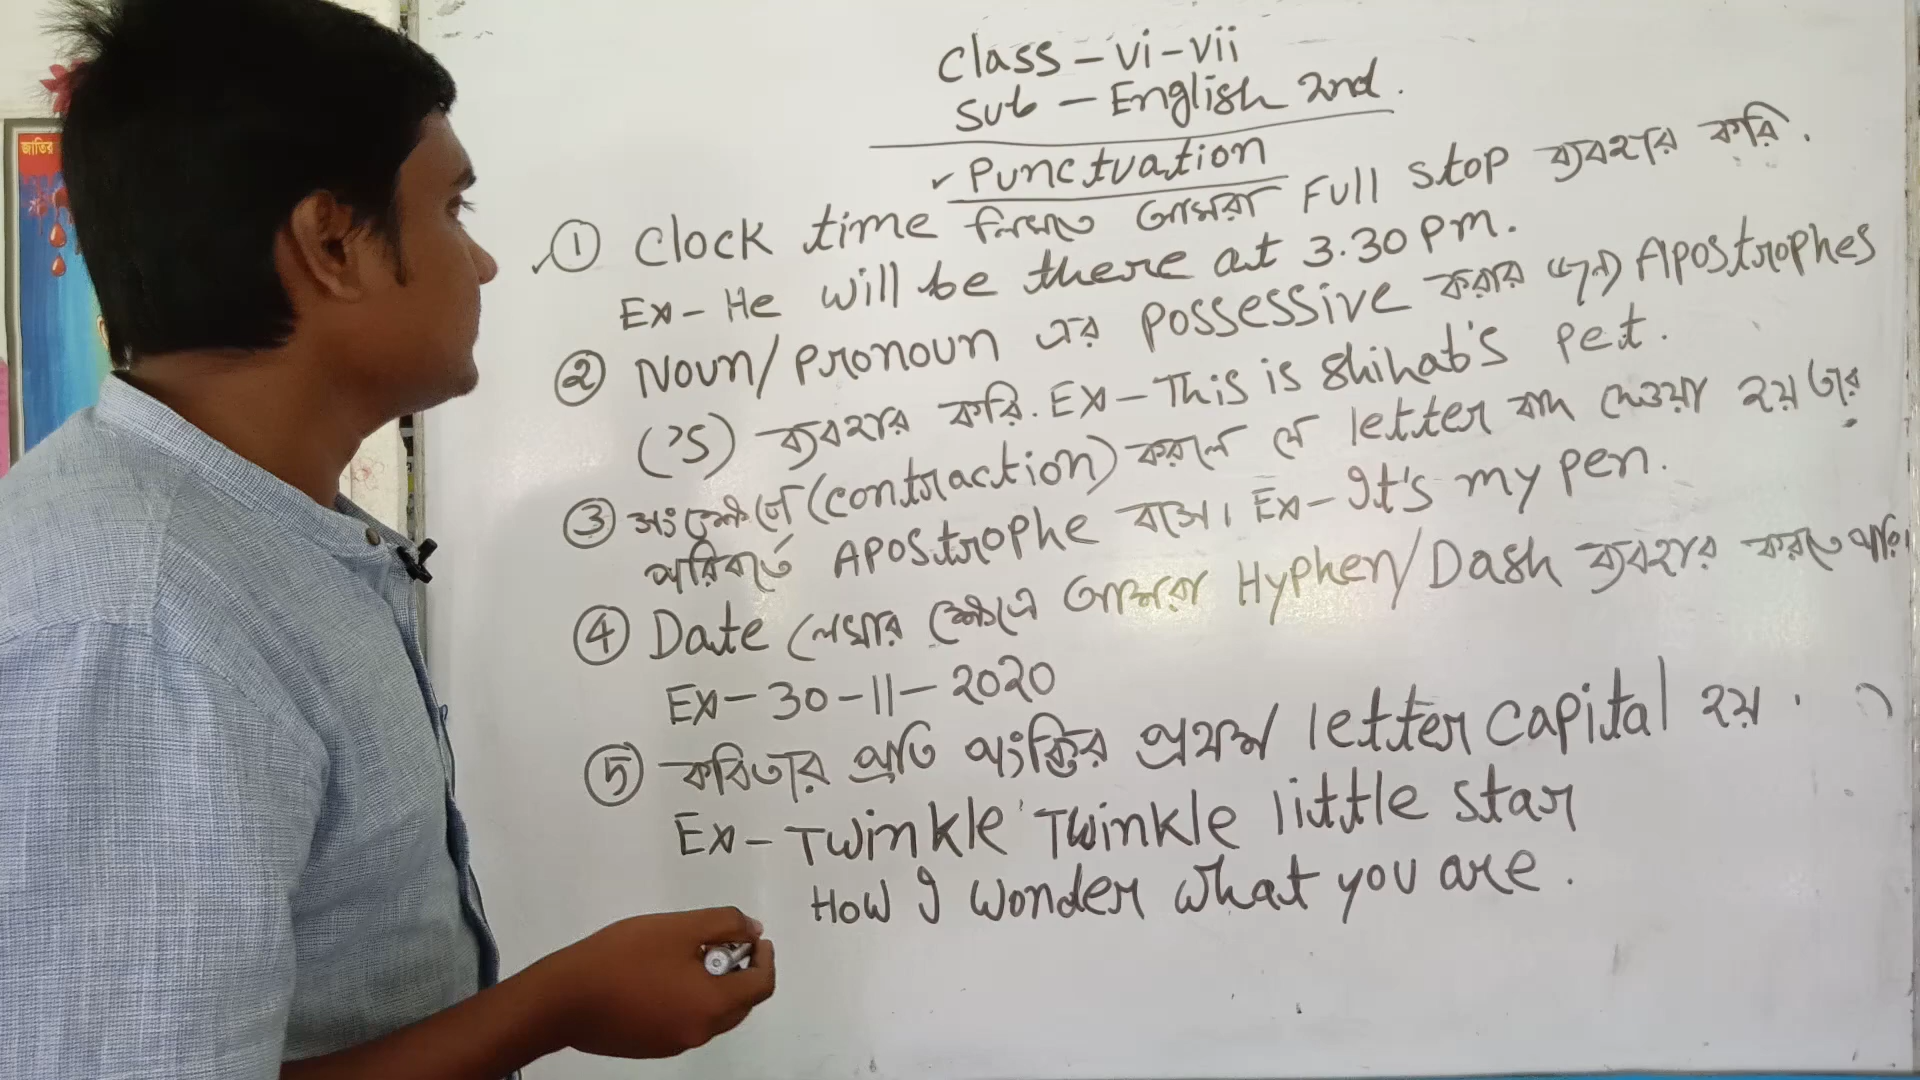 জাতির
Class - vi - vii
Sub - English 2nd.
✓ Punctuation
① Clock time লিখতে আমরা Full stop ব্যবহার করি.
Ex - He will be there at 3.30 pm.
② Noun/Pronoun এর Possessive করার জন্য Apostrophes
('s) ব্যবহার করি. Ex - This is Shihab's pet.
③ সংক্ষেপে (contraction) করলে যে letter বাদ দেওয়া হয় তার
পরিবর্তে Apostrophe বসে। Ex - It's my pen.
④ Date লেখার ক্ষেত্রে আমরা Hyphen/Dash ব্যবহার করতে পারি।
Ex - 30-11-2020
⑤ কবিতার প্রতি পংক্তির প্রথম letter capital হয়.
Ex - Twinkle Twinkle little star
How I wonder what you are.